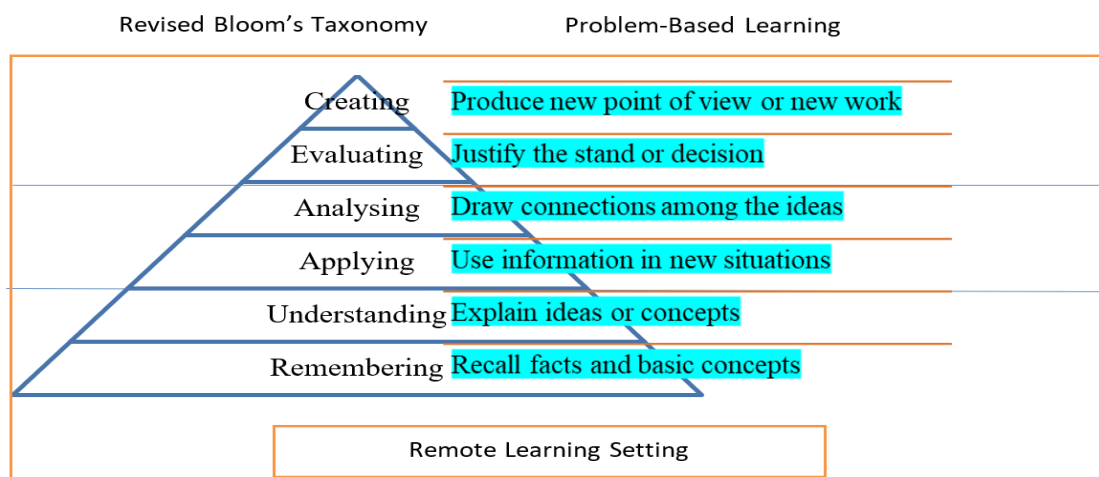 Revised Bloom's Taxonomy Problem-Based Learning
Creating Produce new point of view or new work
Evaluating Justify the stand or decision
Analysing Draw connections among the ideas
Applying Use information in new situations
Understanding Explain ideas or concepts
Remembering Recall facts and basic concepts
Remote Learning Setting